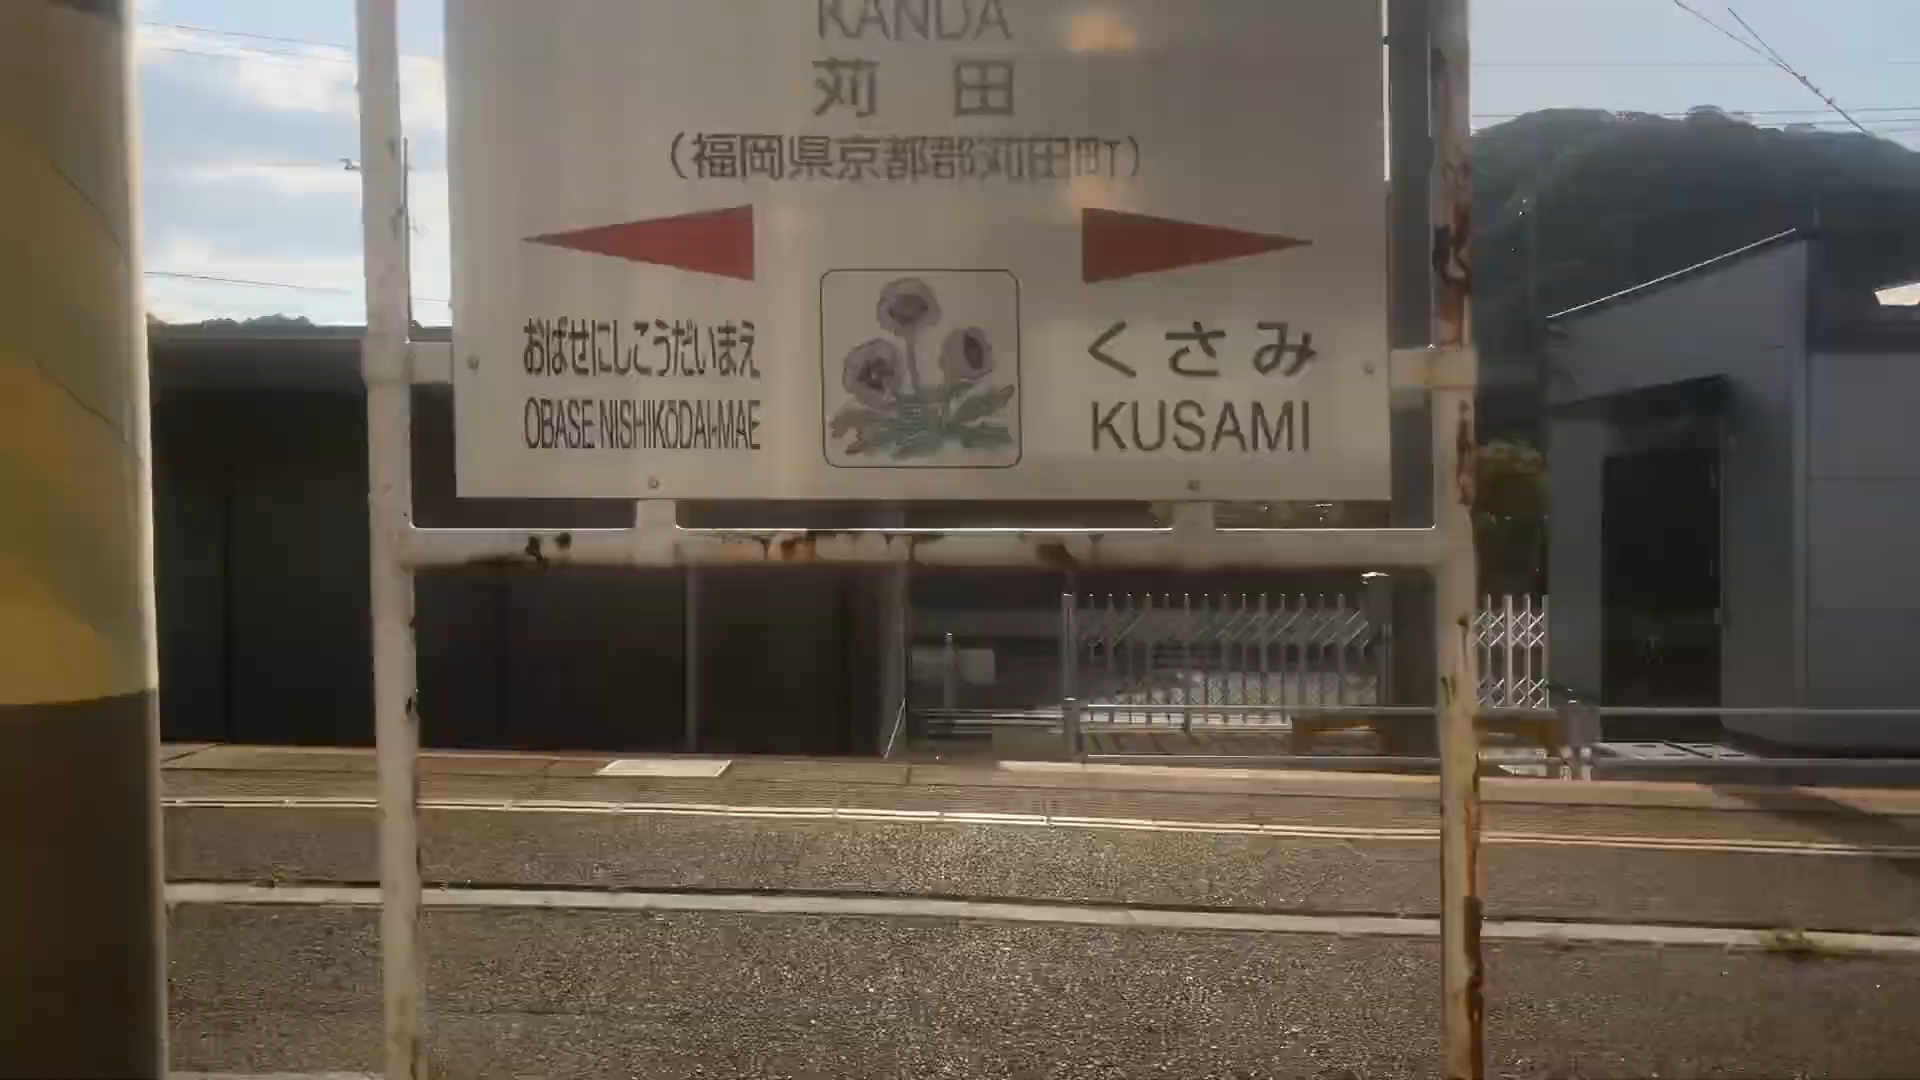 KANDA
苅 田
(福岡県京都郡苅田町)
おばせにしこうだいまえ
OBASE NISHIKŌDAI-MAE
くさみ
KUSAMI